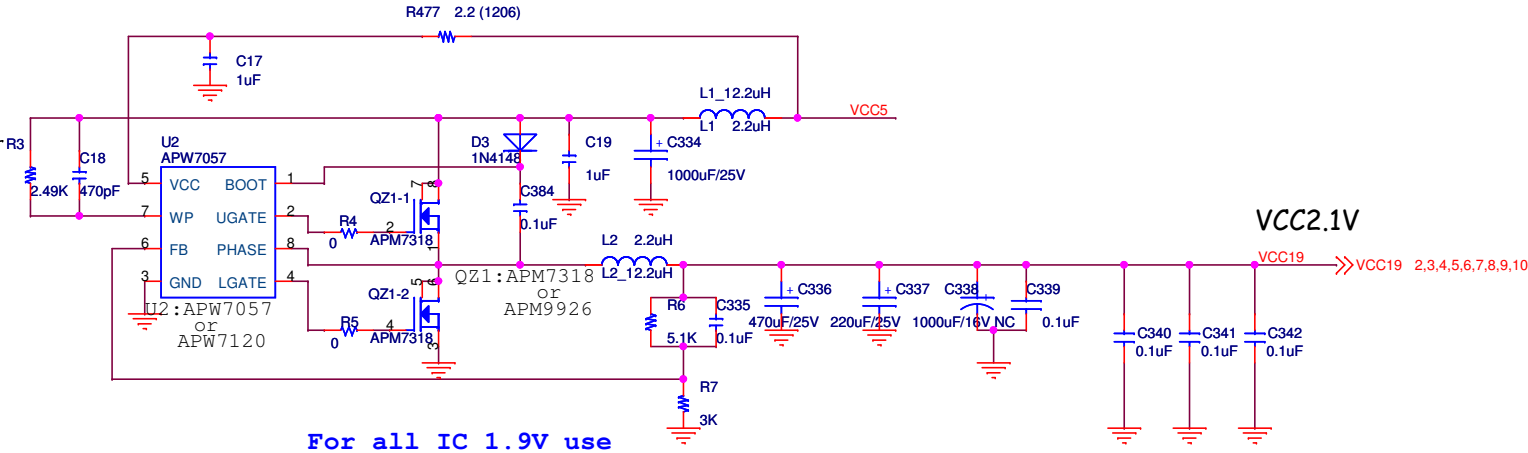 R477 2.2 (1206)
C17
1uF
L1_12.2uH
VCC5
L1 2.2uH
R3
C18
2.49K
470pF
U2
APW7057
5 VCC BOOT 1
7 WP UGATE 2
6 FB PHASE 8
3 GND LGATE 4
U2:APW7057
or
APW7120
D3
1N4148
C19
1uF
+ C334
1000uF/25V
C384
0.1uF
QZ1-1
7 8
R4
0
2
APM7318
1
QZ1-2
5 6
R5
0
4
APM7318
3
QZ1:APM7318
or
APM9926
L2 2.2uH
L2_12.2uH
R6
5.1K
C335
0.1uF
R7
3K
+ C336
470uF/25V
+ C337
220uF/25V
C338
+
1000uF/16V NC
C339
0.1uF
VCC2.1V
VCC19
VCC19 2,3,4,5,6,7,8,9,10
C340
0.1uF
C341
0.1uF
C342
0.1uF
For all IC 1.9V use